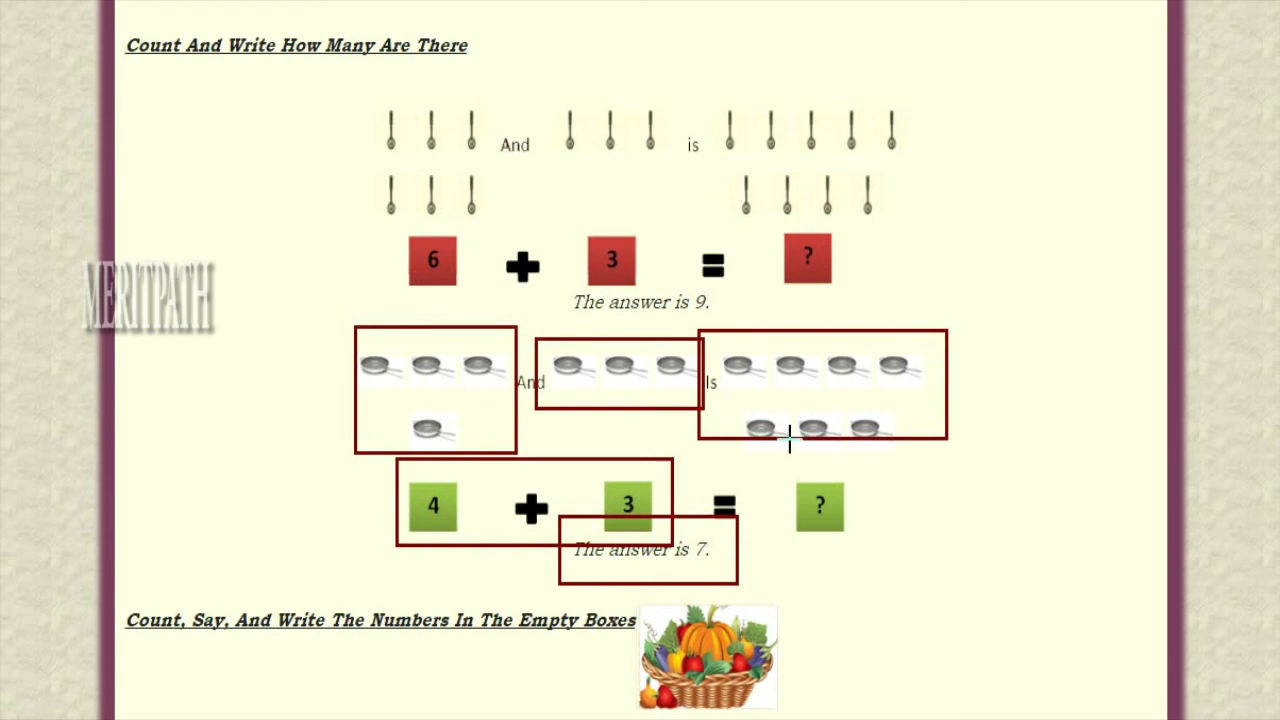 Count And Write How Many Are There
And is
6 + 3 = ?
The answer is 9.
MERITPATH
And Is
4 + 3 = ?
The answer is 7.
Count, Say, And Write The Numbers In The Empty Boxes